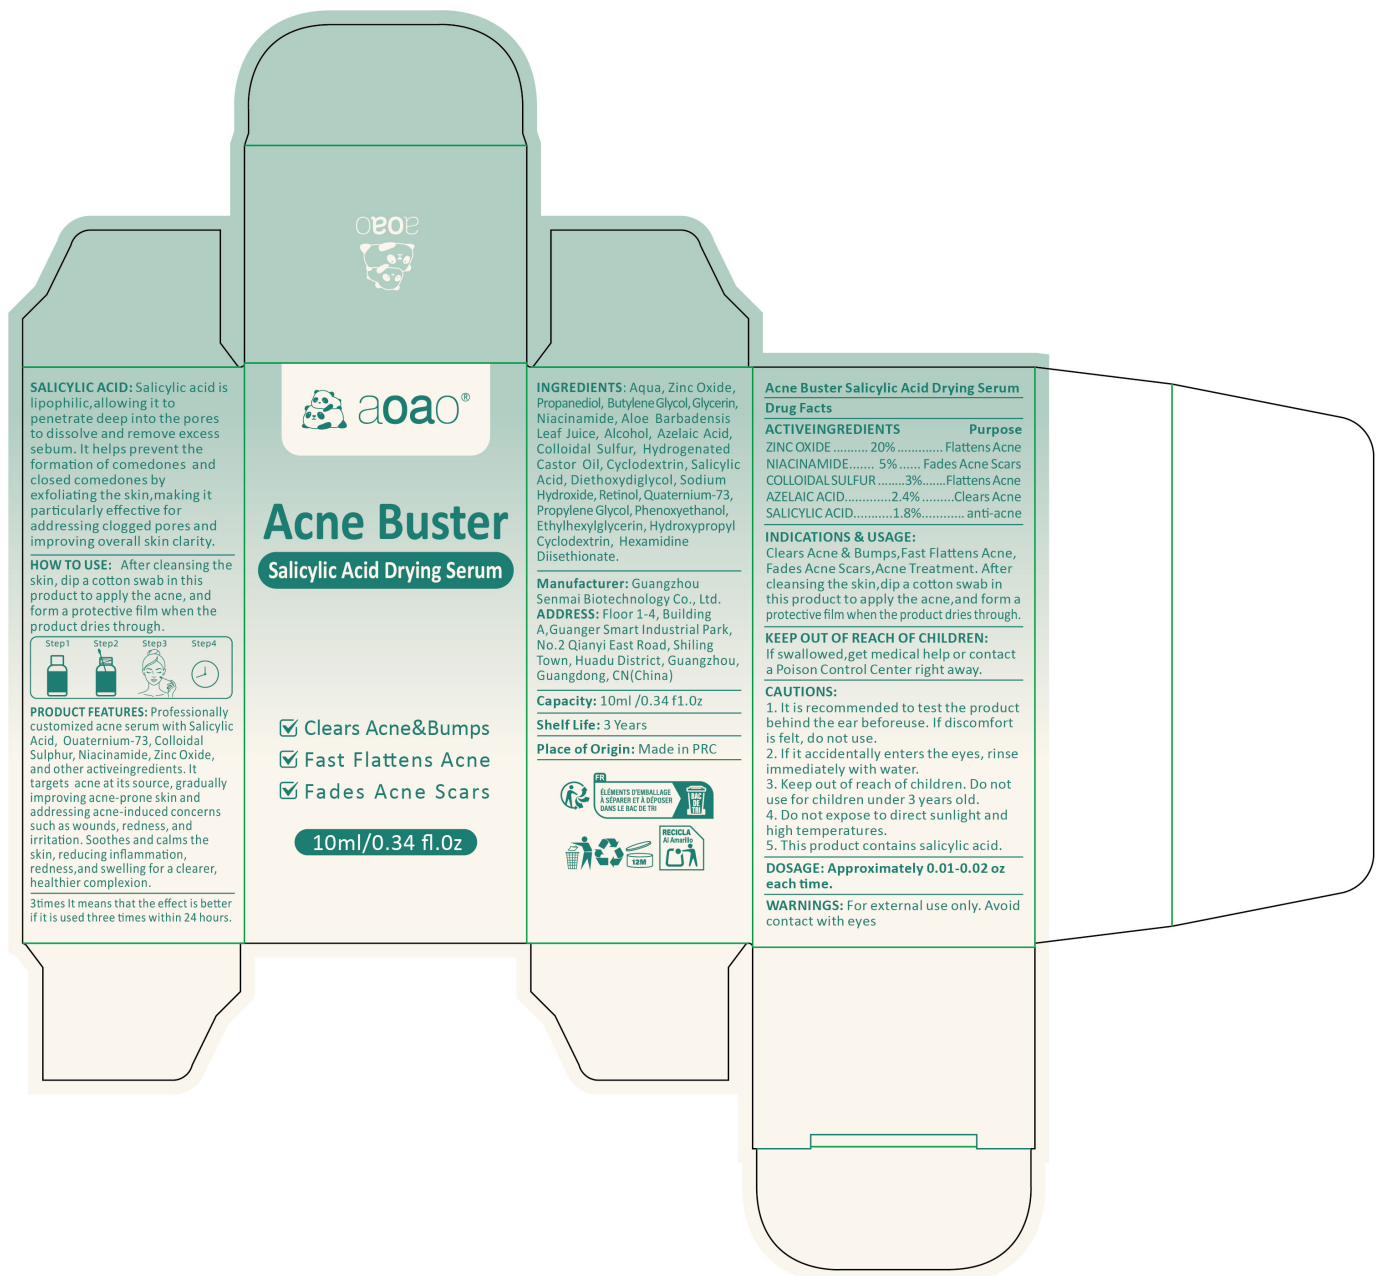 aoao
SALICYLIC ACID: Salicylic acid is
lipophilic,allowing it to
penetrate deep into the pores
to dissolve and remove excess
sebum. It helps prevent the
formation of comedones and
closed comedones by
exfoliating the skin,making it
particularly effective for
addressing clogged pores and
improving overall skin clarity.
HOW TO USE: After cleansing the
skin, dip a cotton swab in this
product to apply the acne, and
form a protective film when the
product dries through.
Step1 Step2 Step3 Step4
PRODUCT FEATURES: Professionally
customized acne serum with Salicylic
Acid, Ouaternium-73, Colloidal
Sulphur, Niacinamide, Zinc Oxide,
and other activeingredients. It
targets acne at its source, gradually
improving acne-prone skin and
addressing acne-induced concerns
such as wounds, redness, and
irritation. Soothes and calms the
skin, reducing inflammation,
redness,and swelling for a clearer,
healthier complexion.
3times It means that the effect is better
if it is used three times within 24 hours.
aoao®
Acne Buster
Salicylic Acid Drying Serum
Clears Acne&Bumps
Fast Flattens Acne
Fades Acne Scars
10ml/0.34 fl.0z
INGREDIENTS: Aqua, Zinc Oxide,
Propanediol, Butylene Glycol, Glycerin,
Niacinamide, Aloe Barbadensis
Leaf Juice, Alcohol, Azelaic Acid,
Colloidal Sulfur, Hydrogenated
Castor Oil, Cyclodextrin, Salicylic
Acid, Diethoxydiglycol, Sodium
Hydroxide, Retinol, Quaternium-73,
Propylene Glycol, Phenoxyethanol,
Ethylhexylglycerin, Hydroxypropyl
Cyclodextrin, Hexamidine
Diisethionate.
Manufacturer: Guangzhou
Senmai Biotechnology Co., Ltd.
ADDRESS: Floor 1-4, Building
A,Guanger Smart Industrial Park,
No.2 Qianyi East Road, Shiling
Town, Huadu District, Guangzhou,
Guangdong, CN(China)
Capacity: 10ml /0.34 f1.0z
Shelf Life: 3 Years
Place of Origin: Made in PRC
FR
ÉLÉMENTS D'EMBALLAGE
À SÉPARER ET À DÉPOSER
DANS LE BAC DE TRI
BAC
DE
TRI
12M
RECICLA
Al Amarillo
Acne Buster Salicylic Acid Drying Serum
Drug Facts
ACTIVEINGREDIENTS Purpose
ZINC OXIDE .......... 20% ............. Flattens Acne
NIACINAMIDE....... 5% ...... Fades Acne Scars
COLLOIDAL SULFUR ........3%.......Flattens Acne
AZELAIC ACID.............2.4% .........Clears Acne
SALICYLIC ACID...........1.8%............ anti-acne
INDICATIONS & USAGE:
Clears Acne & Bumps,Fast Flattens Acne,
Fades Acne Scars,Acne Treatment. After
cleansing the skin,dip a cotton swab in
this product to apply the acne,and form a
protective film when the product dries through.
KEEP OUT OF REACH OF CHILDREN:
If swallowed,get medical help or contact
a Poison Control Center right away.
CAUTIONS:
1. It is recommended to test the product
behind the ear beforeuse. If discomfort
is felt, do not use.
2. If it accidentally enters the eyes, rinse
immediately with water.
3. Keep out of reach of children. Do not
use for children under 3 years old.
4. Do not expose to direct sunlight and
high temperatures.
5. This product contains salicylic acid.
DOSAGE: Approximately 0.01-0.02 oz
each time.
WARNINGS: For external use only. Avoid
contact with eyes